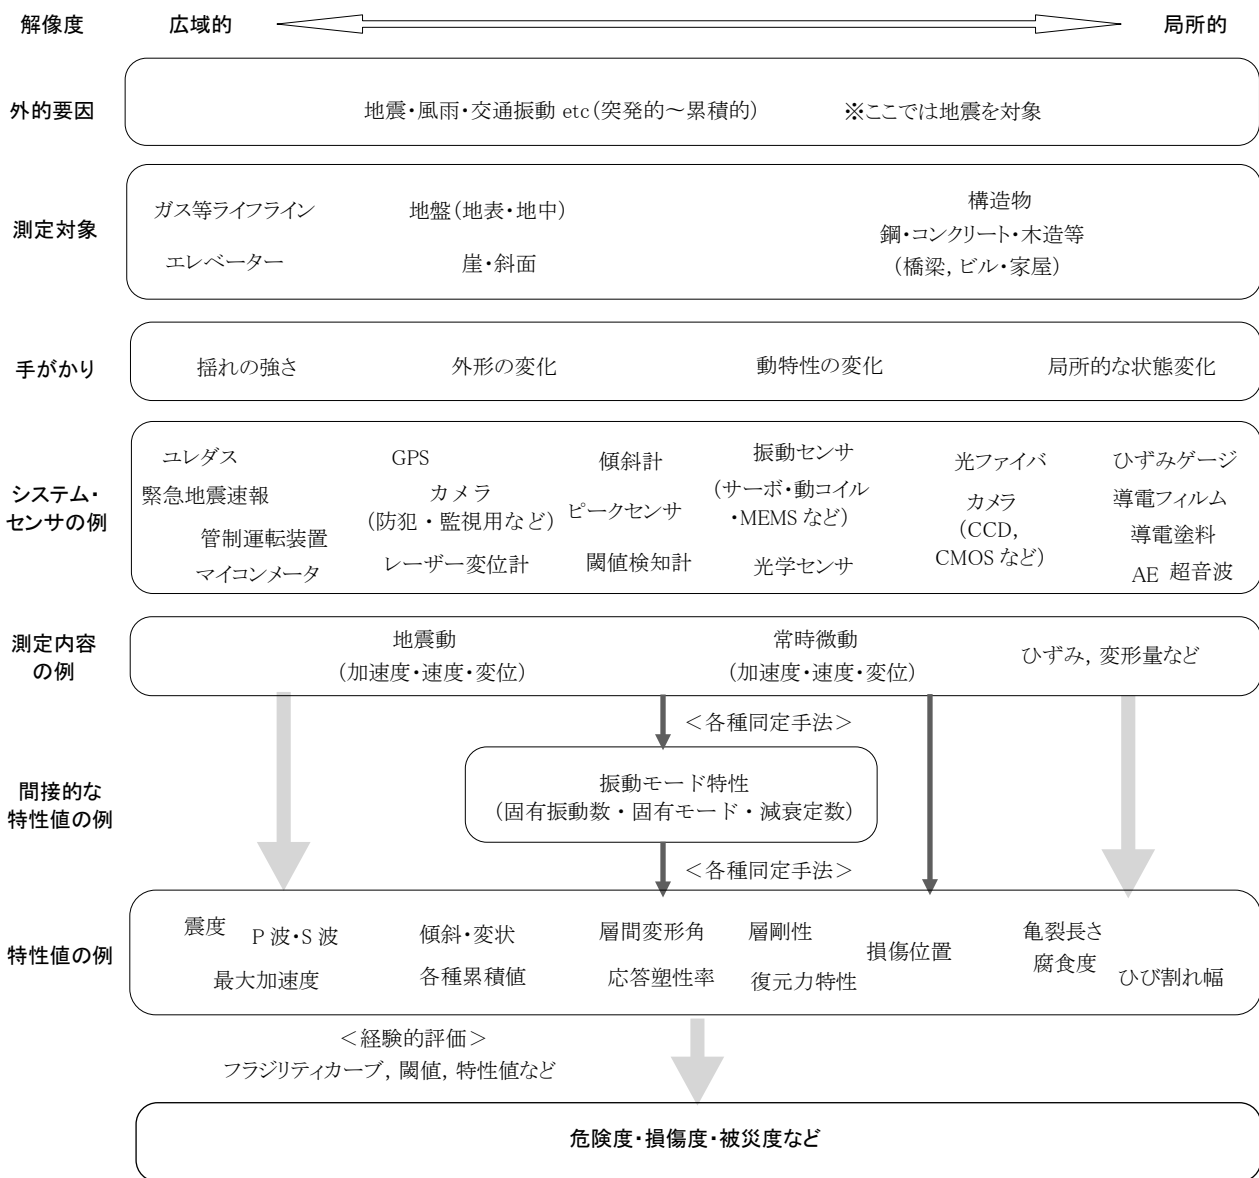 解像度 広域的 局所的
外的要因 地震・風雨・交通振動 etc(突発的～累積的) ※ここでは地震を対象
測定対象
ガス等ライフライン 地盤(地表・地中)
エレベーター 崖・斜面
構造物
鋼・コンクリート・木造等
(橋梁, ビル・家屋)
手がかり 揺れの強さ 外形の変化 動特性の変化 局所的な状態変化
システム・
センサの例
ユレダス
緊急地震速報
管制運転装置
マイコンメータ
GPS
カメラ
(防犯・監視用など)
レーザー変位計
傾斜計
ピークセンサ
閾値検知計
振動センサ
(サーボ・動コイル
・MEMS など)
光学センサ
光ファイバ
カメラ
(CCD,
CMOS など)
ひずみゲージ
導電フィルム
導電塗料
AE 超音波
測定内容
の例
地震動
(加速度・速度・変位)
常時微動
(加速度・速度・変位)
ひずみ, 変形量など
＜各種同定手法＞
間接的な
特性値の例
振動モード特性
(固有振動数・固有モード・減衰定数)
＜各種同定手法＞
特性値の例
震度 P 波・S 波
最大加速度
傾斜・変状
各種累積値
層間変形角
応答塑性率
層剛性
復元力特性
損傷位置
亀裂長さ
腐食度
ひび割れ幅
＜経験的評価＞
フラジリティカーブ, 閾値, 特性値など
危険度・損傷度・被災度など